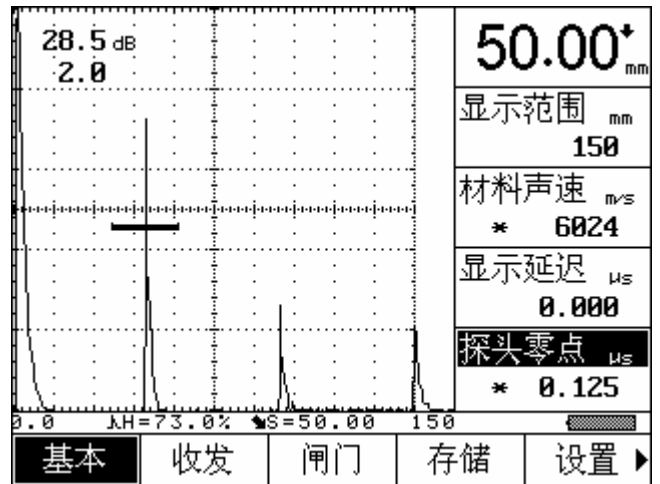 28.5 dB
2.0
50.00 mm
显示范围 mm
150
材料声速 m/s
* 6024
显示延迟 µs
0.000
探头零点 µs
* 0.125
0.0 H=73.0% S=50.00 150
基本 收发 闸门 存储 设置